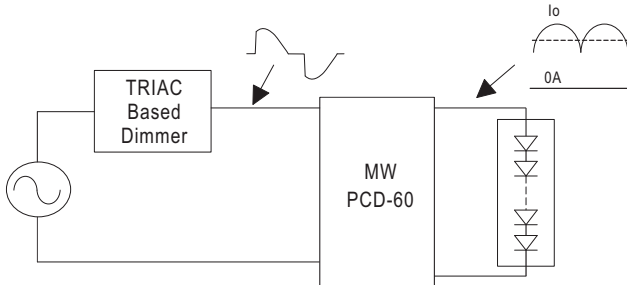 Io
0A
TRIAC
Based
Dimmer
MW
PCD-60